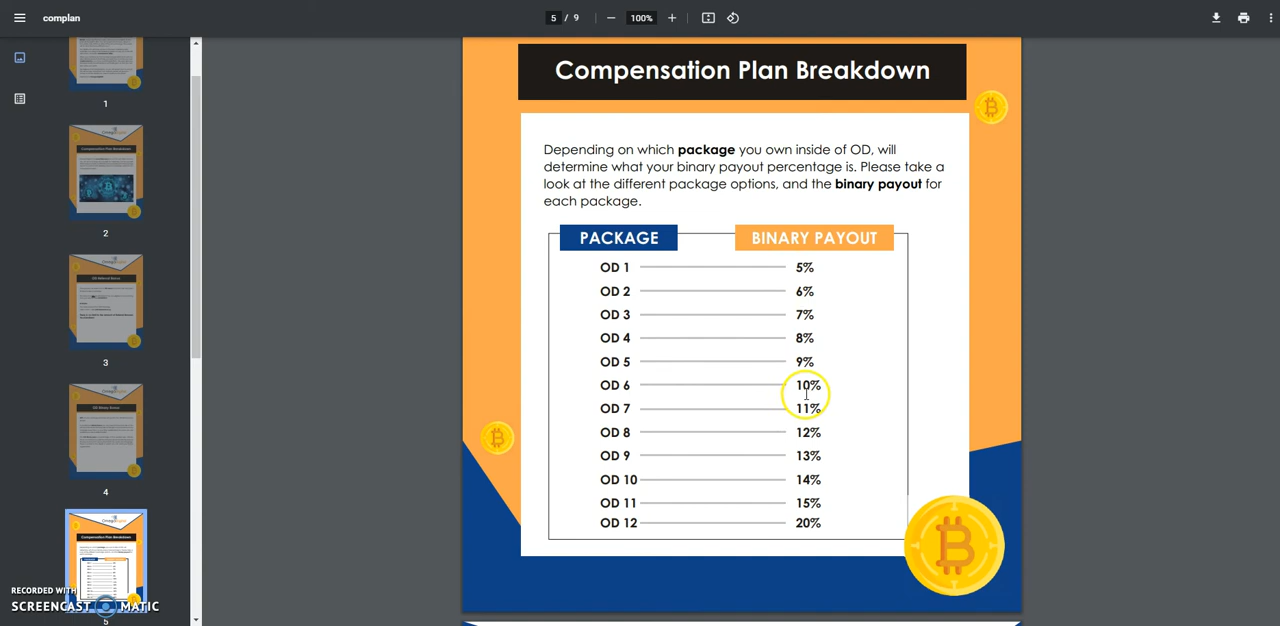 complan
5 / 9
100%
Compensation Plan Breakdown
Depending on which package you own inside of OD, will
determine what your binary payout percentage is. Please take a
look at the different package options, and the binary payout for
each package.
PACKAGE BINARY PAYOUT
OD 1 5%
OD 2 6%
OD 3 7%
OD 4 8%
OD 5 9%
OD 6 10%
OD 7 11%
OD 8 12%
OD 9 13%
OD 10 14%
OD 11 15%
OD 12 20%
1
2
3
4
Compensation Plan Breakdown
5
RECORDED WITH
SCREENCAST MATIC